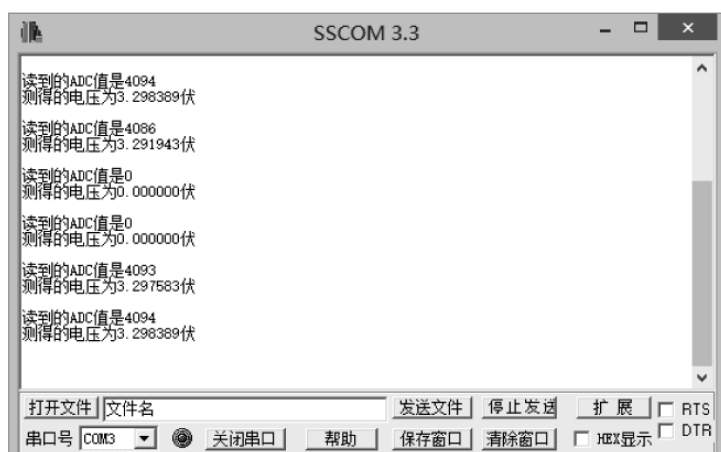 SSCOM 3.3
读到的ADC值是4094
测得的电压为3.298389伏
读到的ADC值是4086
测得的电压为3.291943伏
读到的ADC值是0
测得的电压为0.000000伏
读到的ADC值是0
测得的电压为0.000000伏
读到的ADC值是4093
测得的电压为3.297583伏
读到的ADC值是4094
测得的电压为3.298389伏
打开文件 文件名 发送文件 停止发送 扩展 RTS
串口号 COM3 关闭串口 帮助 保存窗口 清除窗口 HEX显示 DTR